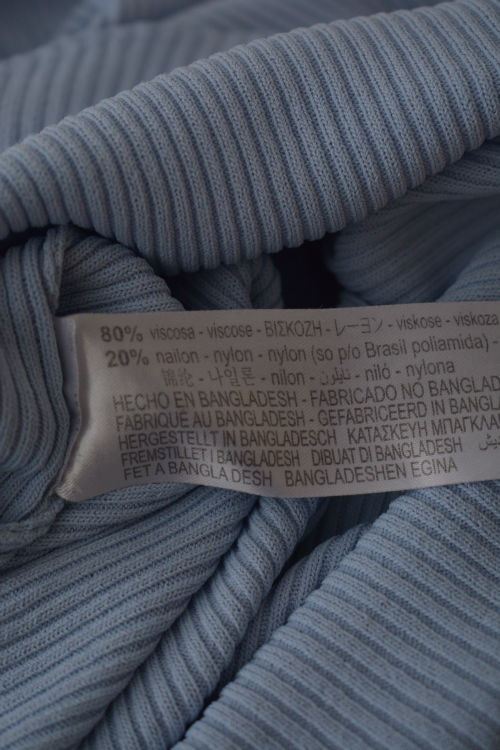 80% viscosa - viscose - ΒΙΣΚΟΖΗ - レーヨン - viskose - viskoza
20% nailon - nylon - nylon (so p/o Brasil poliamida) -
锦纶 - 나일론 - nilon - نايلون - niló - nylona
HECHO EN BANGLADESH - FABRICADO NO BANGLAD
FABRIQUÉ AU BANGLADESH - GEFABRICEERD IN BANGL
HERGESTELLT IN BANGLADESCH ΚΑΤΑΣΚΕΥΗ ΜΠΑΓΚΛΑ
FREMSTILLET I BANGLADESH DIBUAT DI BANGLADESH
FET A BANGLA DESH BANGLADESHEN EGINA